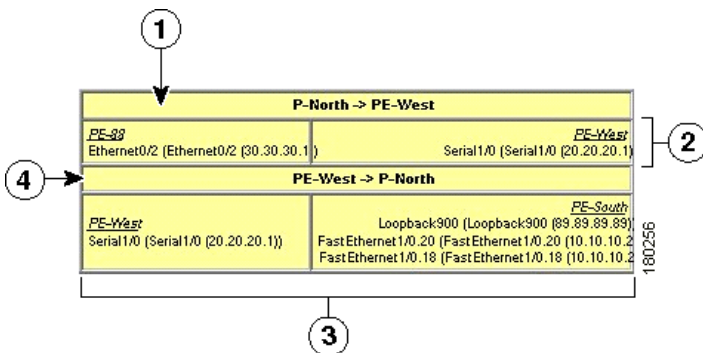 1
P-North -> PE-West
PE-88
Ethernet0/2 (Ethernet0/2 (30.30.30.1 )
PE-West
Serial1/0 (Serial1/0 (20.20.20.1)
2
4
PE-West -> P-North
PE-West
Serial1/0 (Serial1/0 (20.20.20.1))
PE-South
Loopback900 (Loopback900 (89.89.89.89)
FastEthernet1/0.20 (FastEthernet1/0.20 (10.10.10.2
FastEthernet1/0.18 (FastEthernet1/0.18 (10.10.10.2
180256
3